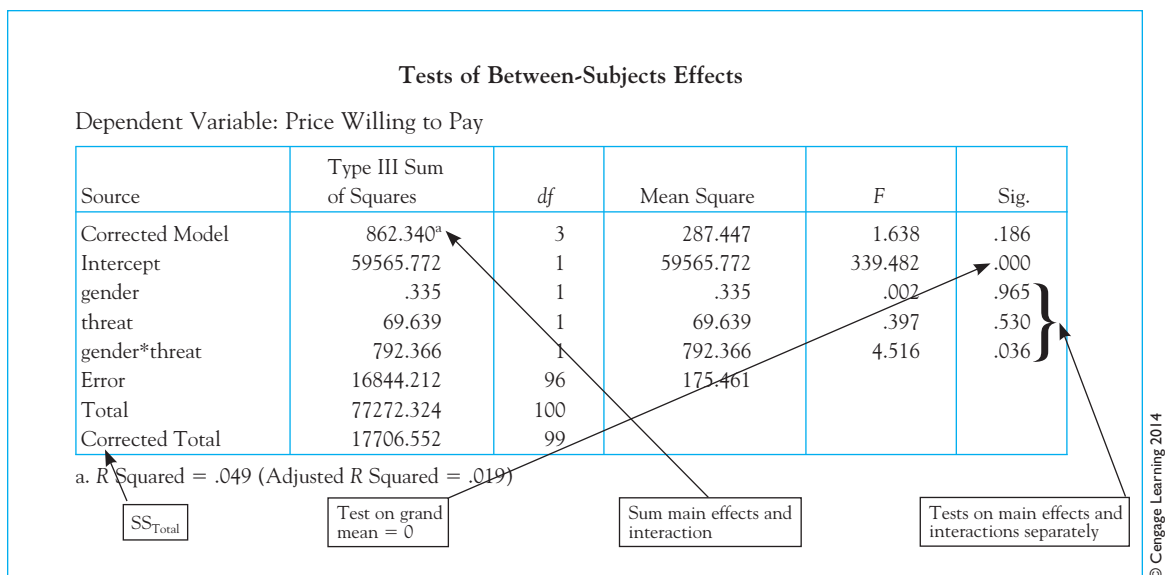 Tests of Between-Subjects Effects
Dependent Variable: Price Willing to Pay
Source Type III Sum of Squares df Mean Square F Sig.
Corrected Model 862.340a 3 287.447 1.638 .186
Intercept 59565.772 1 59565.772 339.482 .000
gender .335 1 .335 .002 .965
threat 69.639 1 69.639 .397 .530
gender*threat 792.366 1 792.366 4.516 .036
Error 16844.212 96 175.461
Total 77272.324 100
Corrected Total 17706.552 99
a. R Squared = .049 (Adjusted R Squared = .019)
SSTotal
Test on grand
mean = 0
Sum main effects and
interaction
Tests on main effects and
interactions separately
© Cengage Learning 2014